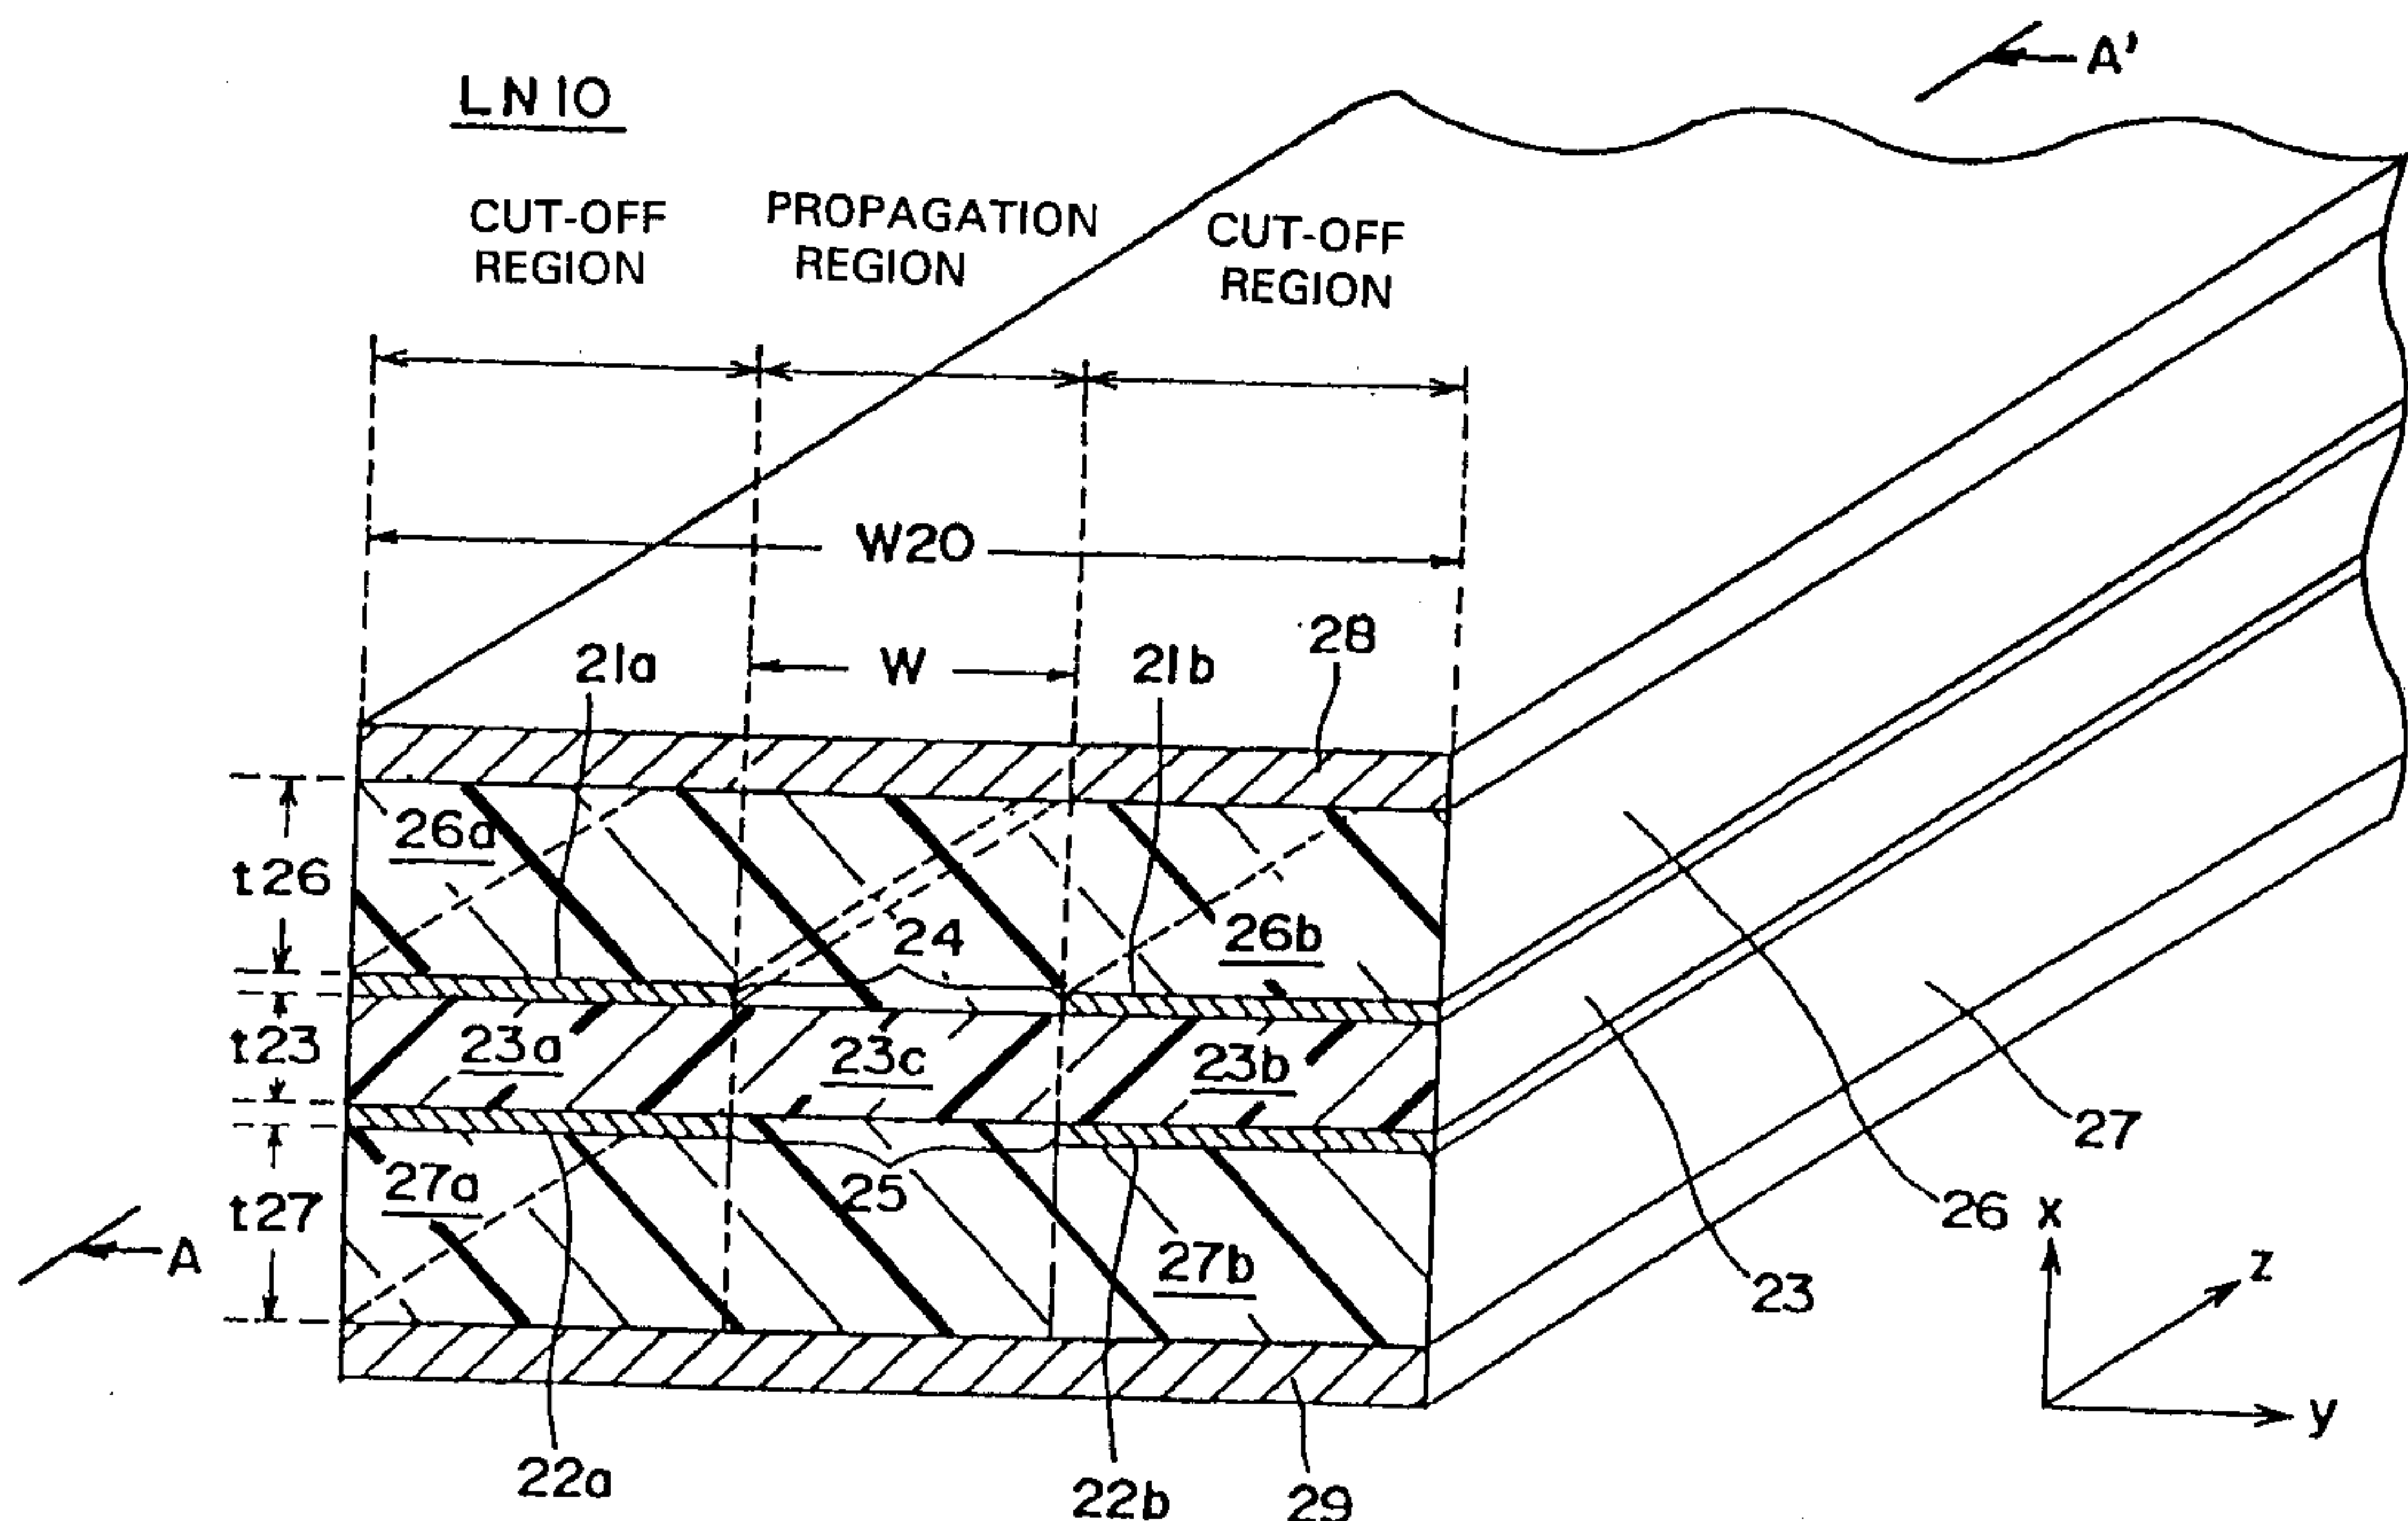 A'
LN10
CUT-OFF
REGION
PROPAGATION
REGION
CUT-OFF
REGION
W20
28
21a
W
21b
26a
t26
24
26b
t23
23a
23c
23b
27
27a
25
t27
26
x
A
27b
z
23
y
22a
22b
29